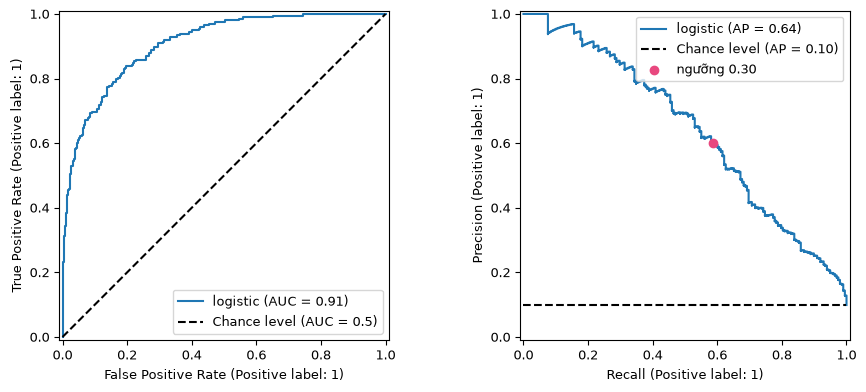 True Positive Rate (Positive label: 1)
1.0
0.8
0.6
0.4
0.2
0.0
logistic (AUC = 0.91)
Chance level (AUC = 0.5)
0.0 0.2 0.4 0.6 0.8 1.0
False Positive Rate (Positive label: 1)
Precision (Positive label: 1)
1.0
0.8
0.6
0.4
0.2
0.0
logistic (AP = 0.64)
Chance level (AP = 0.10)
ngưỡng 0.30
0.0 0.2 0.4 0.6 0.8 1.0
Recall (Positive label: 1)